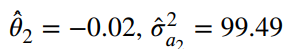 θ̂₂ = −0.02, σ̂²ₐ₂ = 99.49